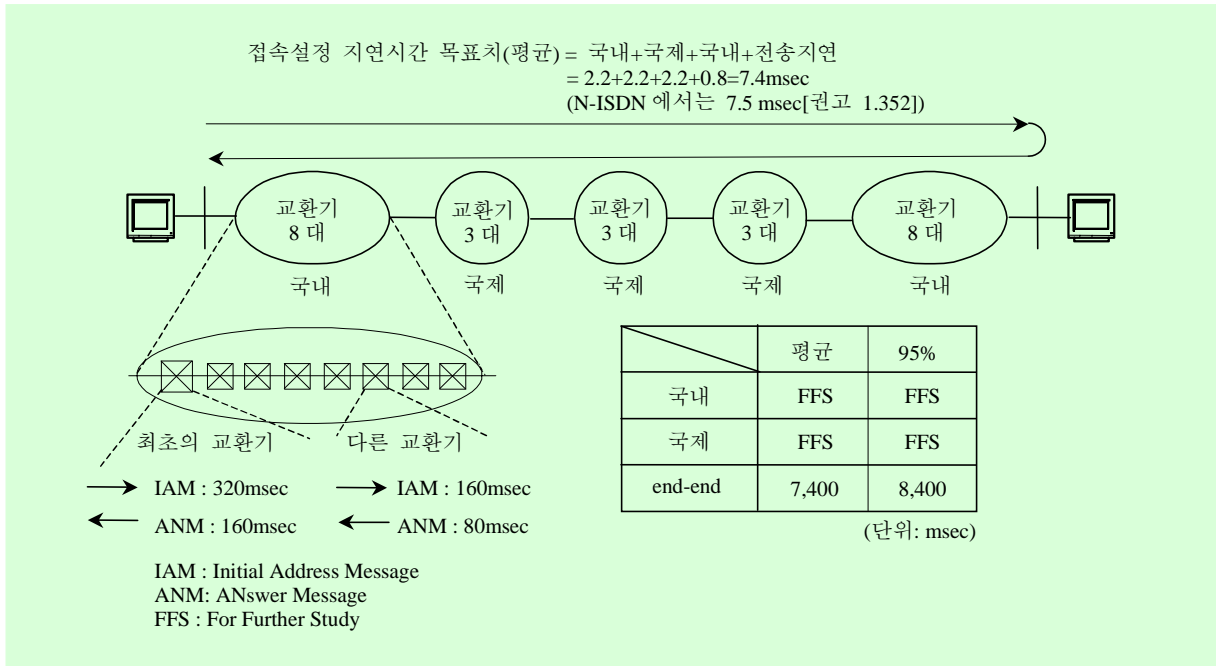 접속설정 지연시간 목표치(평균) = 국내+국제+국내+전송지연
= 2.2+2.2+2.2+0.8=7.4msec
(N-ISDN 에서는 7.5 msec[권고 1.352])
교환기
8 대
교환기
3 대
교환기
3 대
교환기
3 대
교환기
8 대
국내
국제
국제
국제
국내
평균
95%
국내
FFS
FFS
국제
FFS
FFS
end-end
7,400
8,400
(단위: msec)
최초의 교환기
다른 교환기
IAM : 320msec
IAM : 160msec
ANM : 160msec
ANM : 80msec
IAM : Initial Address Message
ANM: ANswer Message
FFS : For Further Study